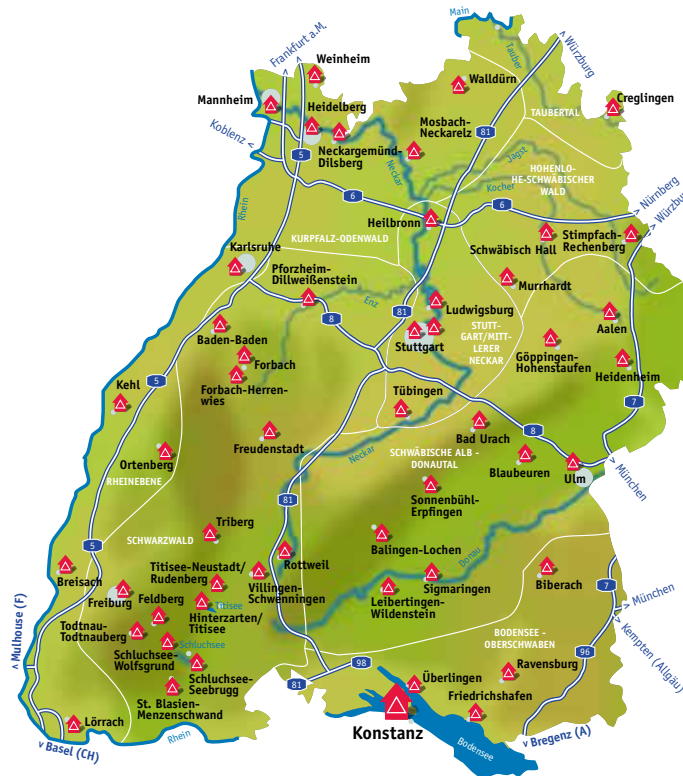 Main
Tauber
> Würzburg
> Frankfurt a.M.
Weinheim
Walldürn
Creglingen
Mannheim
Heidelberg
TAUBERTAL
Mosbach-
Neckarelz
Koblenz <
Neckargemünd-
Dilsberg
5
81
Neckar
Jagst
Kocher
HOHENLO-
HE-SCHWÄBISCHER
WALD
> Nürnberg
> Würzburg
6
6
Rhein
Heilbronn
KURPFALZ-ODENWALD
Schwäbisch Hall
Stimpfach-
Rechenberg
Karlsruhe
Pforzheim-
Dillweißenstein
Murrhardt
Enz
8
81
Ludwigsburg
Stuttgart
STUTT-
GART/MITT-
LERER
NECKAR
Aalen
Baden-Baden
Forbach
Forbach-Herren-
wies
Göppingen-
Hohenstaufen
Heidenheim
5
Kehl
Tübingen
7
Freudenstadt
Neckar
Bad Urach
8
Ortenberg
RHEINEBENE
SCHWÄBISCHE ALB -
DONAUTAL
Blaubeuren
Ulm
> München
Sonnenbühl-
Erpfingen
81
Triberg
SCHWARZWALD
5
Balingen-Lochen
Rottweil
Donau
Breisach
Titisee-Neustadt/
Rudenberg
Villingen-
Schwenningen
Sigmaringen
Biberach
7
Freiburg
Feldberg
Titisee
Hinterzarten/
Titisee
Leibertingen-
Wildenstein
> München
> Kempten (Allgäu)
Todtnau-
Todtnauberg
Schluchsee
Schluchsee-
Wolfsgrund
BODENSEE -
OBERSCHWABEN
96
> Mulhouse (F)
98
81
Schluchsee-
Seebrugg
Überlingen
Ravensburg
St. Blasien-
Menzenschwand
Friedrichshafen
Lörrach
Konstanz
Rhein
Bodensee
> Basel (CH)
> Bregenz (A)